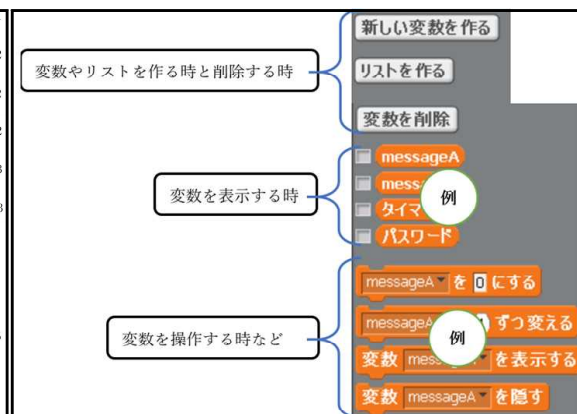 新しい変数を作る
変数やリストを作る時と削除する時
リストを作る
変数を削除
messageA
変数を表示する時
例
パスワード
messageA を 0 にする
messageA ずつ変える
変数を操作する時など
例
変数 を表示する
変数 messageA を隠す